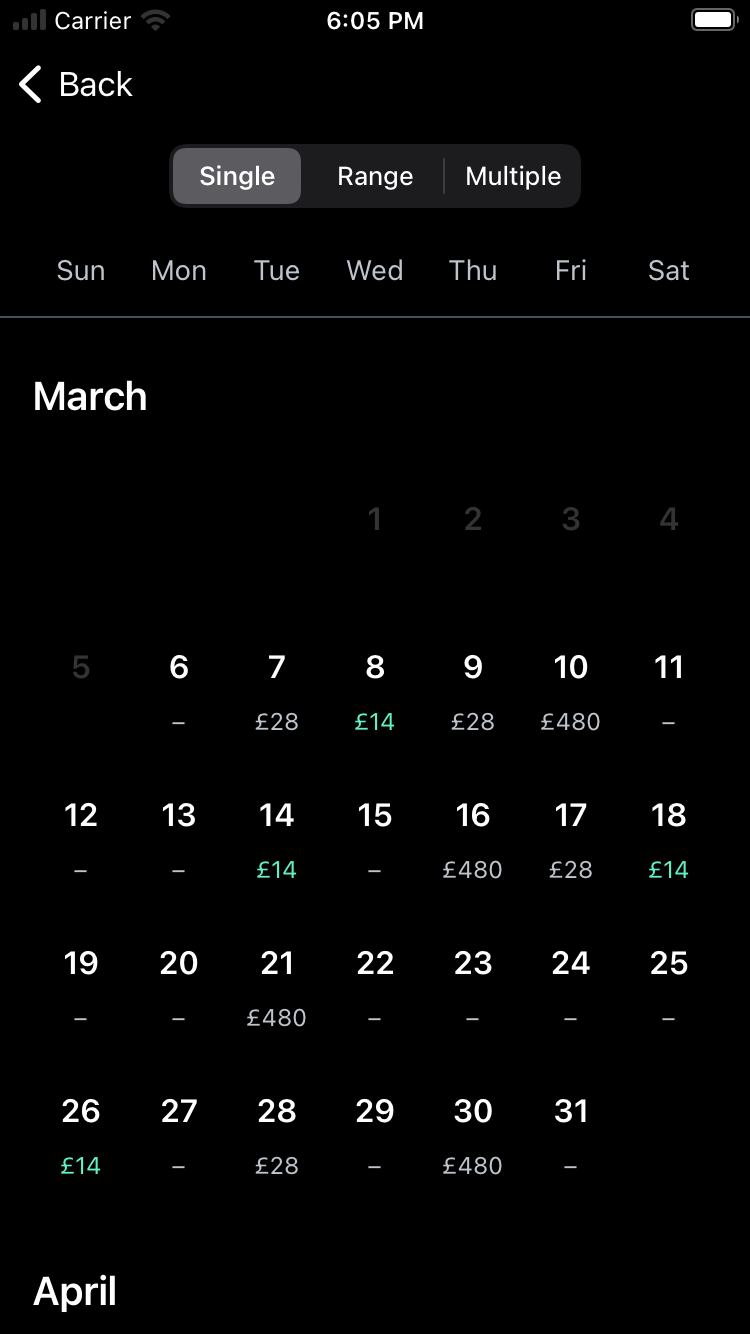 Carrier 6:05 PM
Back
Single Range Multiple
Sun Mon Tue Wed Thu Fri Sat
March
1 2 3 4
5 6 7 8 9 10 11
– £28 £14 £28 £480 –
12 13 14 15 16 17 18
– – £14 – £480 £28 £14
19 20 21 22 23 24 25
– – £480 – – – –
26 27 28 29 30 31
£14 – £28 – £480 –
April